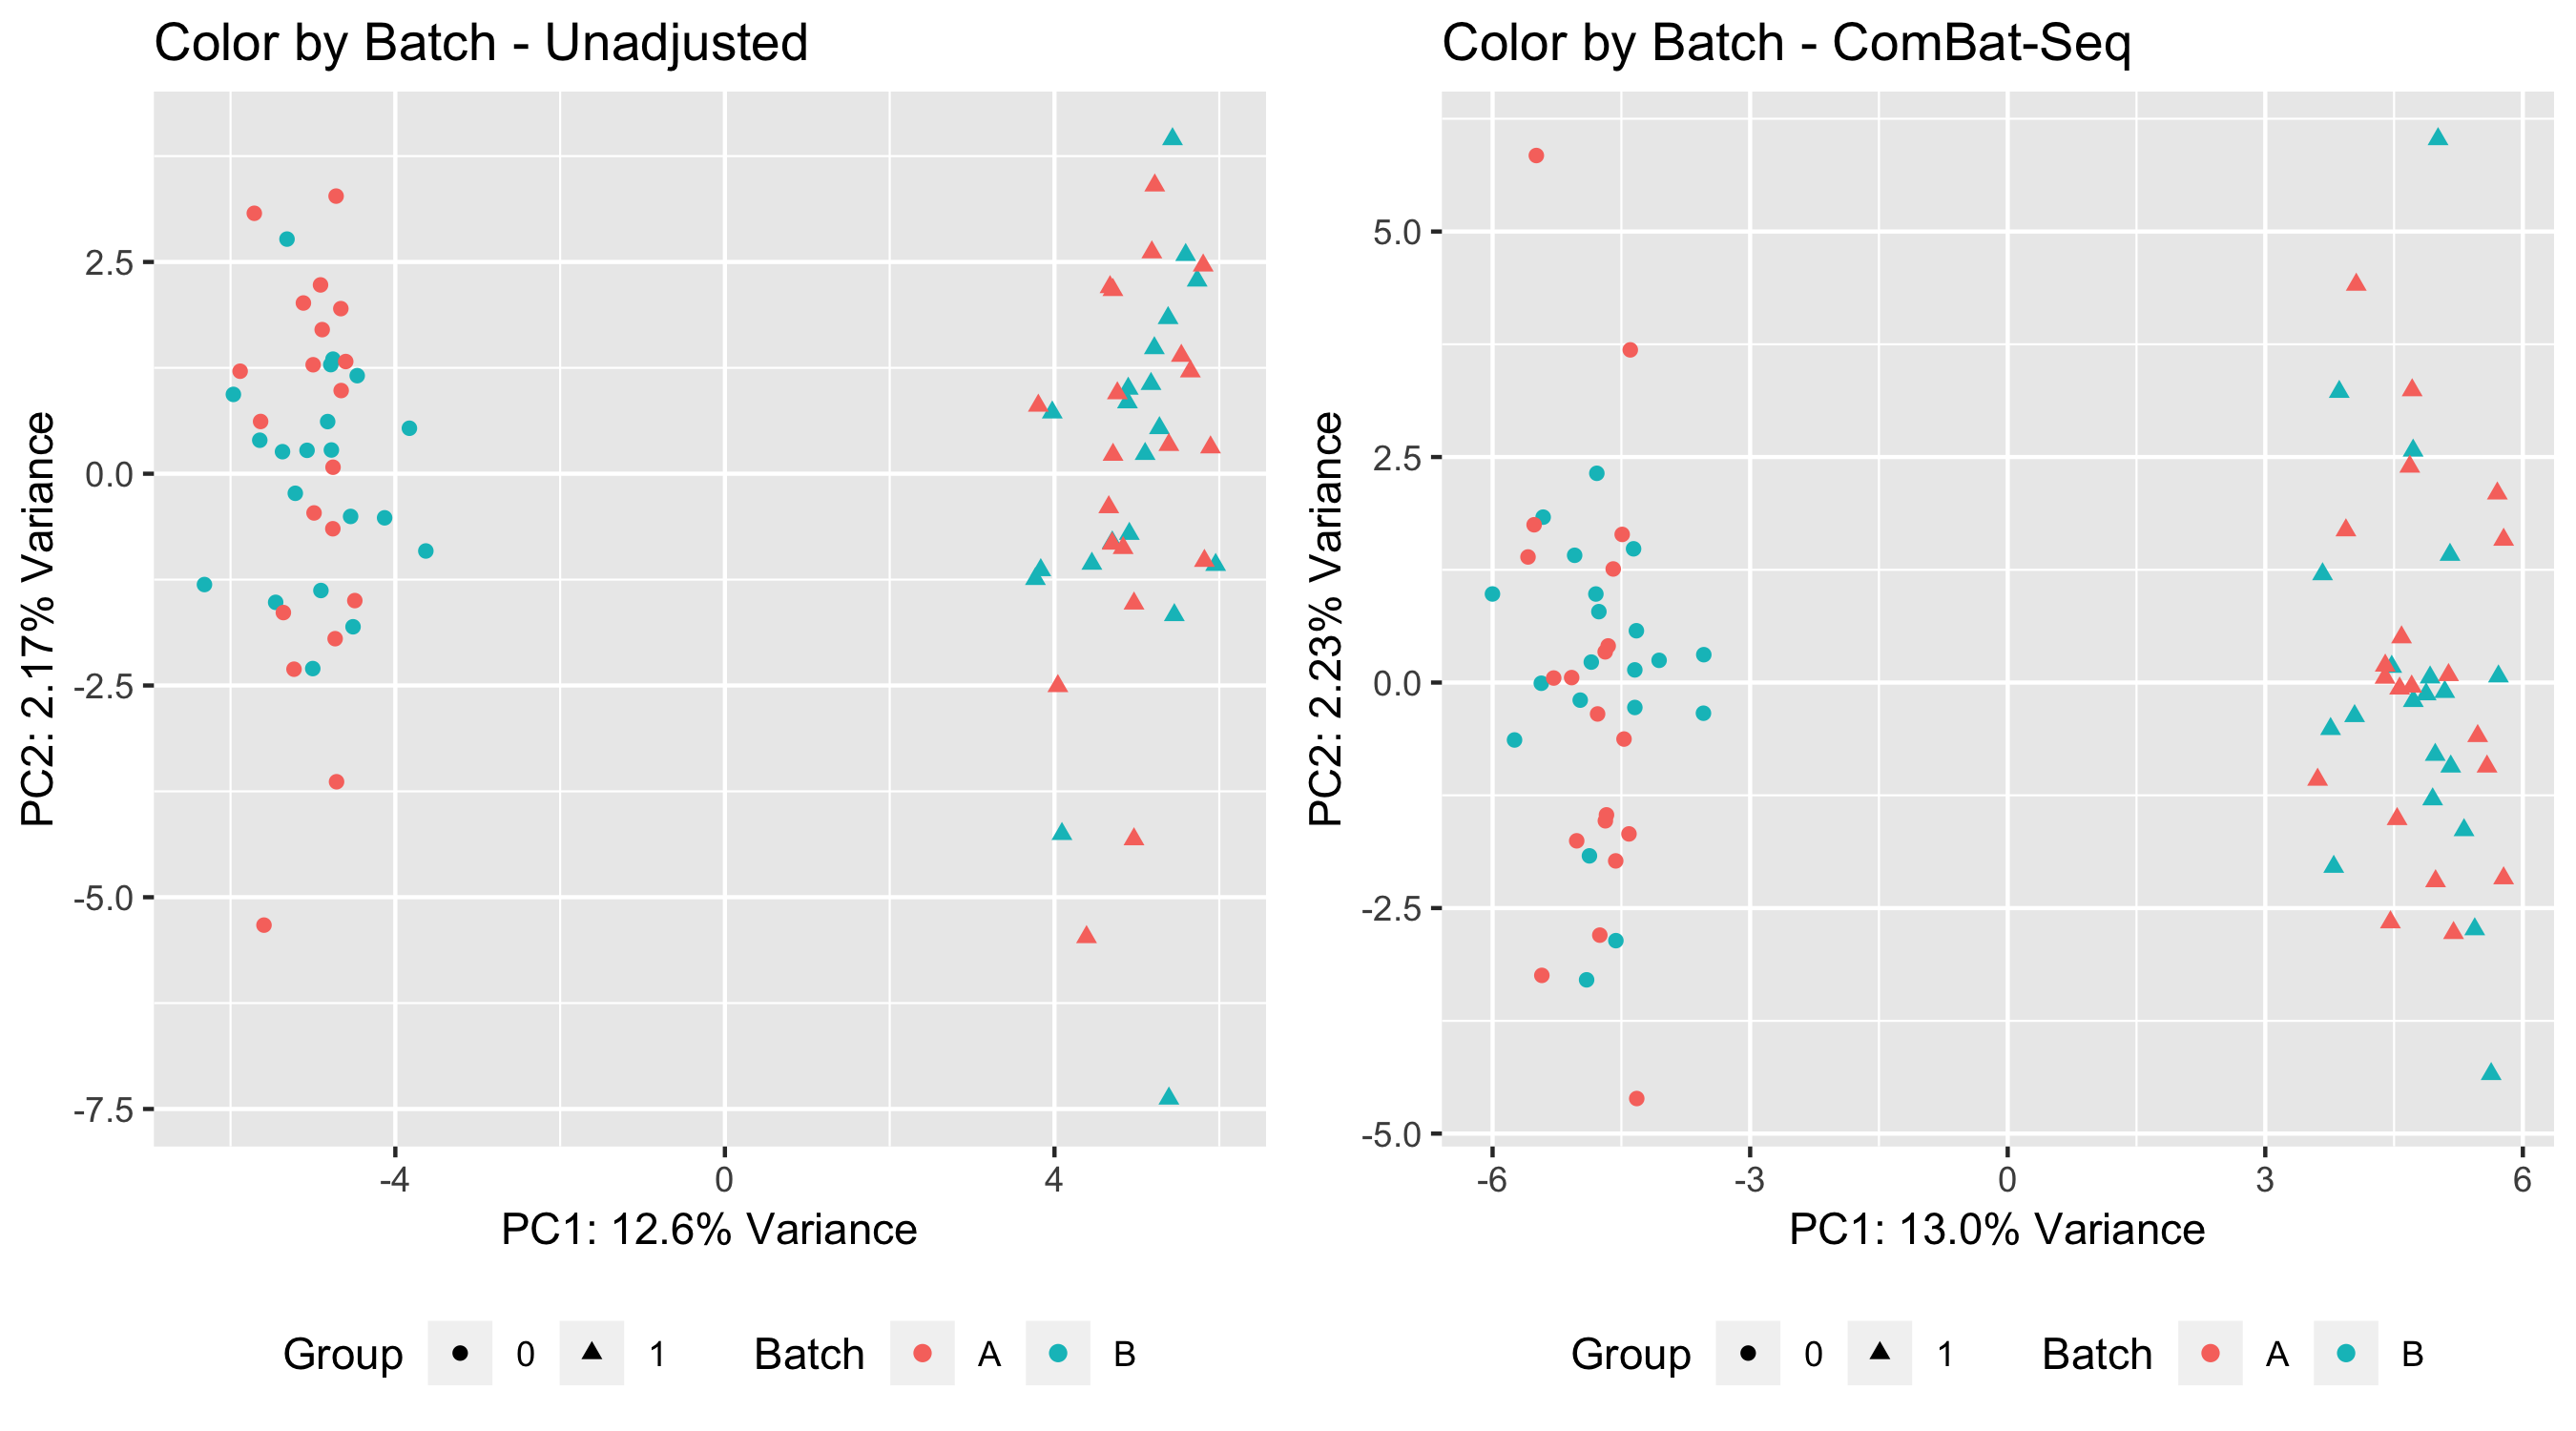 Color by Batch - Unadjusted
PC2: 2.17% Variance
2.5
0.0
-2.5
-5.0
-7.5
-4
0
4
PC1: 12.6% Variance
Group 0 1 Batch A B
Color by Batch - ComBat-Seq
PC2: 2.23% Variance
5.0
2.5
0.0
-2.5
-5.0
-6
-3
0
3
6
PC1: 13.0% Variance
Group 0 1 Batch A B